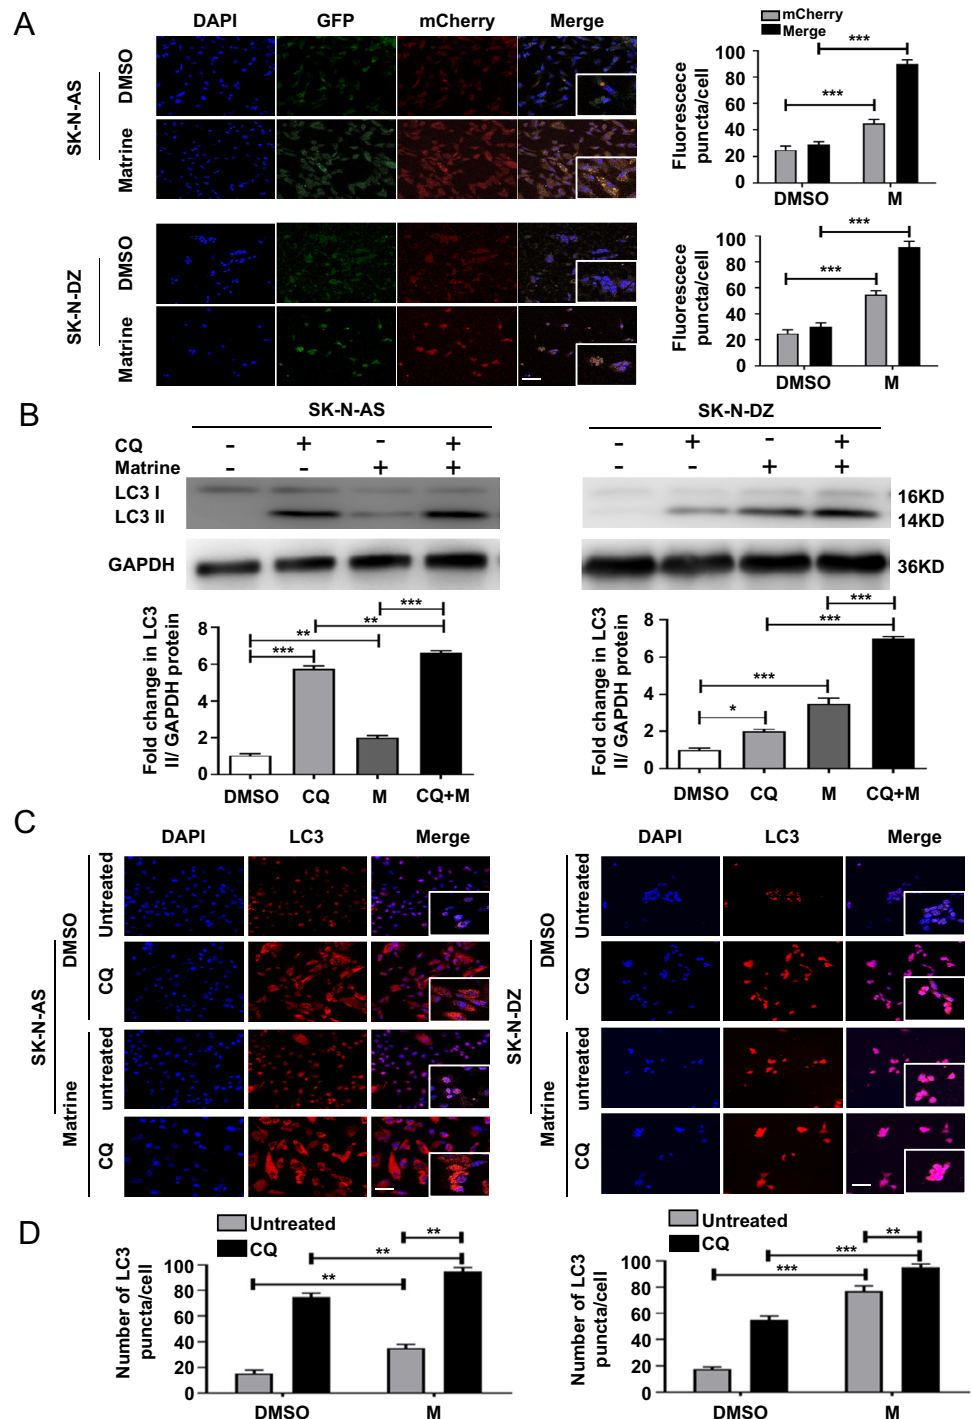 A
DAPI GFP mCherry Merge
SK-N-AS
DMSO
Matrine
SK-N-DZ
DMSO
Matrine
mCherry
Merge
Fluorescece
puncta/cell
100
80
60
40
20
0
***
***
DMSO M
Fluorescece
puncta/cell
100
80
60
40
20
0
***
***
DMSO M
B
SK-N-AS SK-N-DZ
CQ - + - + - + - +
Matrine - - + + - - + +
LC3 I 16KD
LC3 II 14KD
GAPDH 36KD
Fold change in LC3
II/ GAPDH protein
8
6
4
2
0
***
**
**
***
DMSO CQ M CQ+M
Fold change in LC3
II/ GAPDH protein
8
6
4
2
0
***
***
***
*
DMSO CQ M CQ+M
C
DAPI LC3 Merge
SK-N-AS
DMSO
Untreated
CQ
Matrine
untreated
CQ
DAPI LC3 Merge
SK-N-DZ
DMSO
Untreated
CQ
Matrine
untreated
CQ
D
Untreated
CQ
Number of LC3
puncta/cell
100
80
60
40
20
0
**
**
**
DMSO M
Untreated
CQ
Number of LC3
puncta/cell
100
80
60
40
20
0
**
***
***
DMSO M